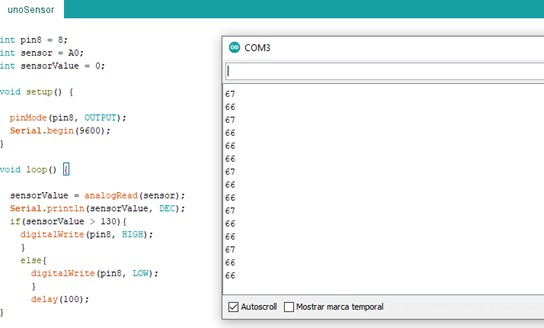 unoSensor
int pin8 = 8;
int sensor = A0;
int sensorValue = 0;
void setup() {
pinMode(pin8, OUTPUT);
Serial.begin(9600);
}
void loop() {
sensorValue = analogRead(sensor);
Serial.println(sensorValue, DEC);
if(sensorValue > 130){
digitalWrite(pin8, HIGH);
}
else{
digitalWrite(pin8, LOW);
}
delay(100);
}
COM3
67
66
67
66
66
66
67
66
66
67
66
67
66
66
Autoscroll
Mostrar marca temporal